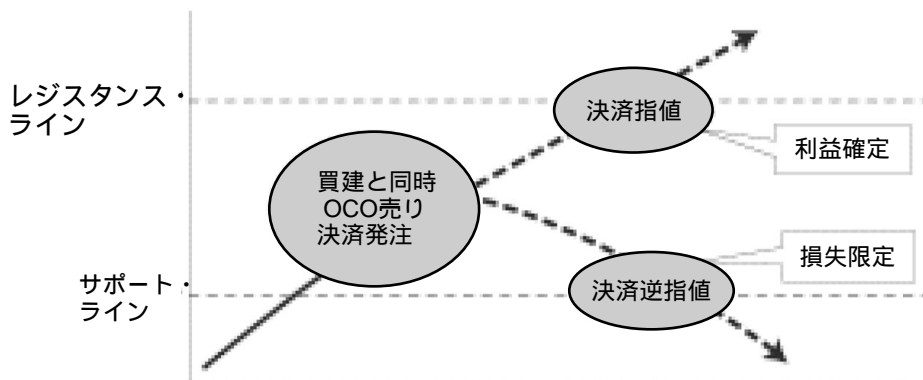 レジスタンス・
ライン
決済指値
利益確定
買建と同時
OCO売り
決済発注
損失限定
サポート・
ライン
決済逆指値